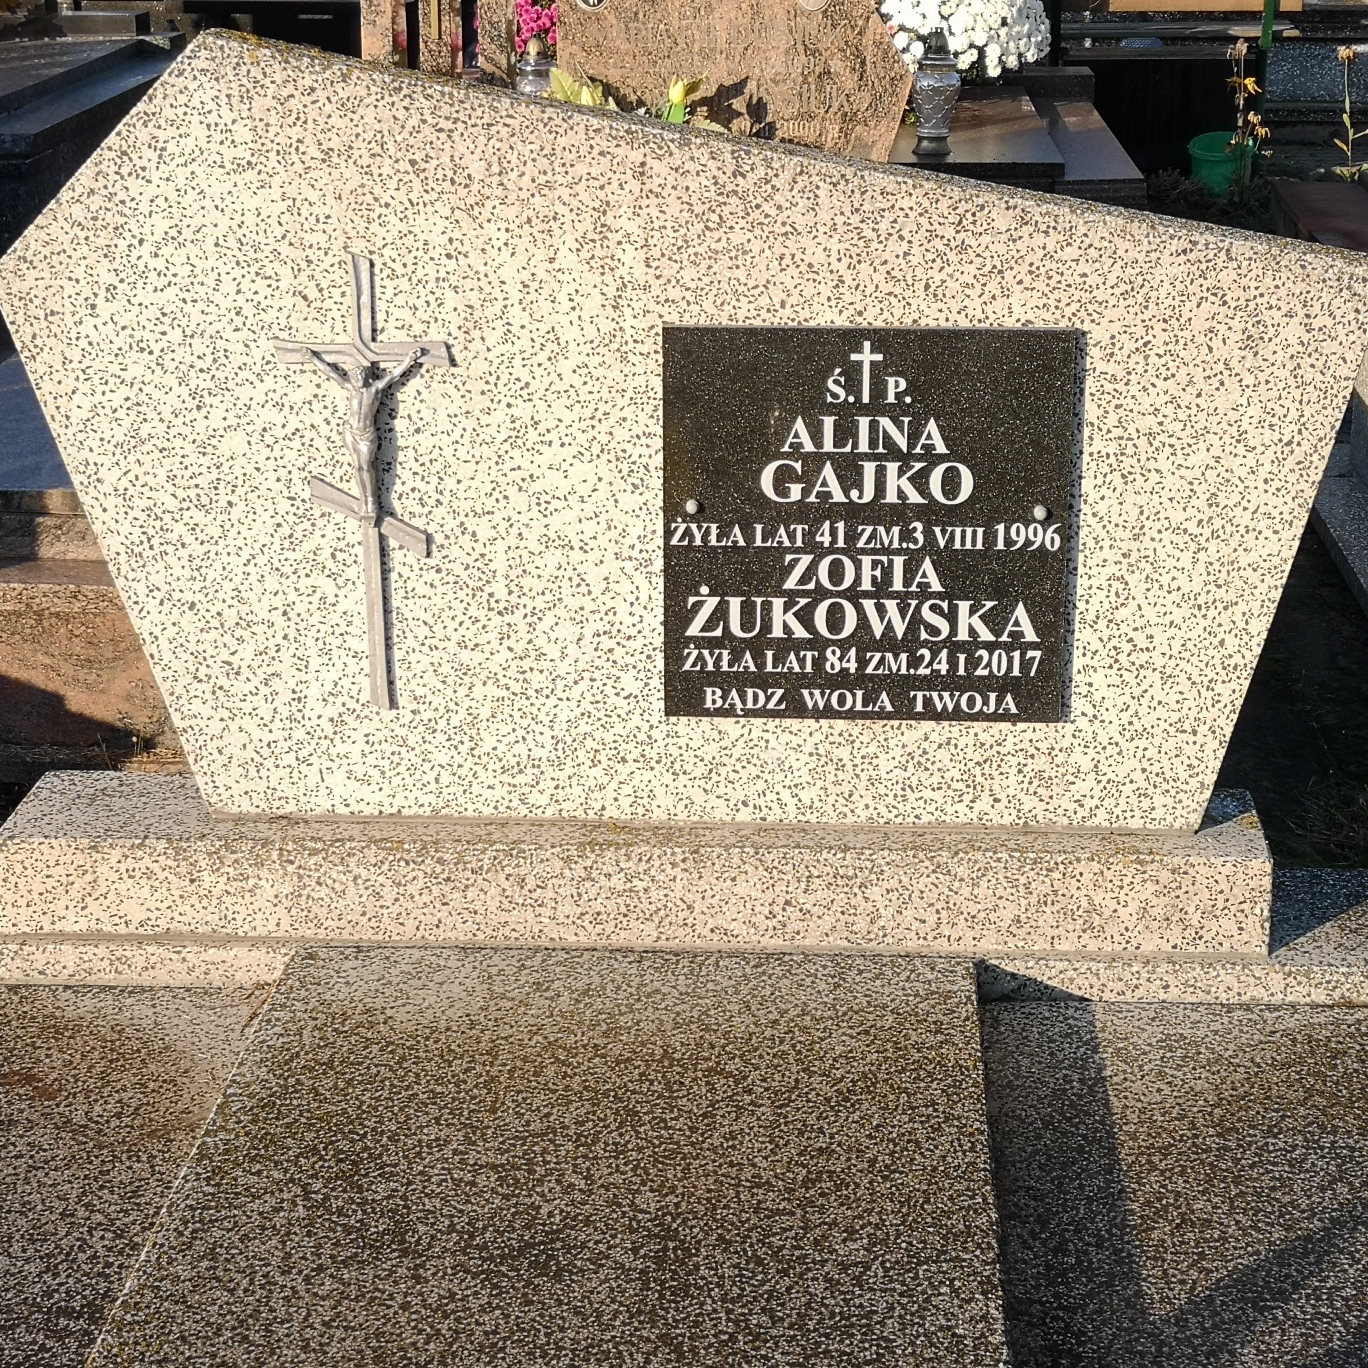 Ś. P.
ALINA
GAJKO
ŻYŁA LAT 41 ZM.3 VIII 1996
ZOFIA
ŻUKOWSKA
ŻYŁA LAT 84 ZM.24 I 2017
BĄDZ WOLA TWOJA